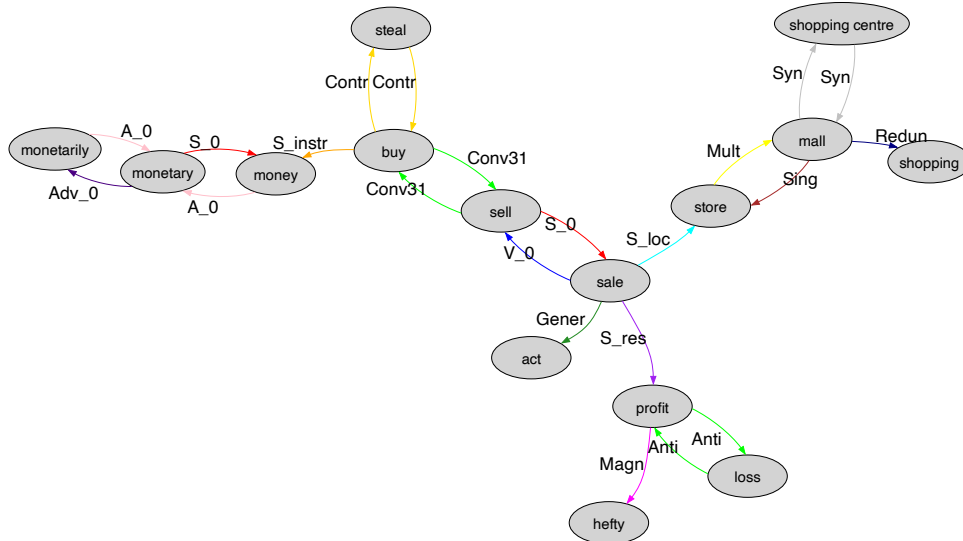 shopping centre
steal
Syn
Syn
Contr
Contr
A_0
S_0
S_instr
mall
Redun
monetarily
buy
Mult
shopping
monetary
money
Conv31
Sing
Adv_0
A_0
Conv31
store
sell
S_0
S_loc
V_0
sale
Gener
S_res
act
profit
Anti
Anti
Magn
loss
hefty